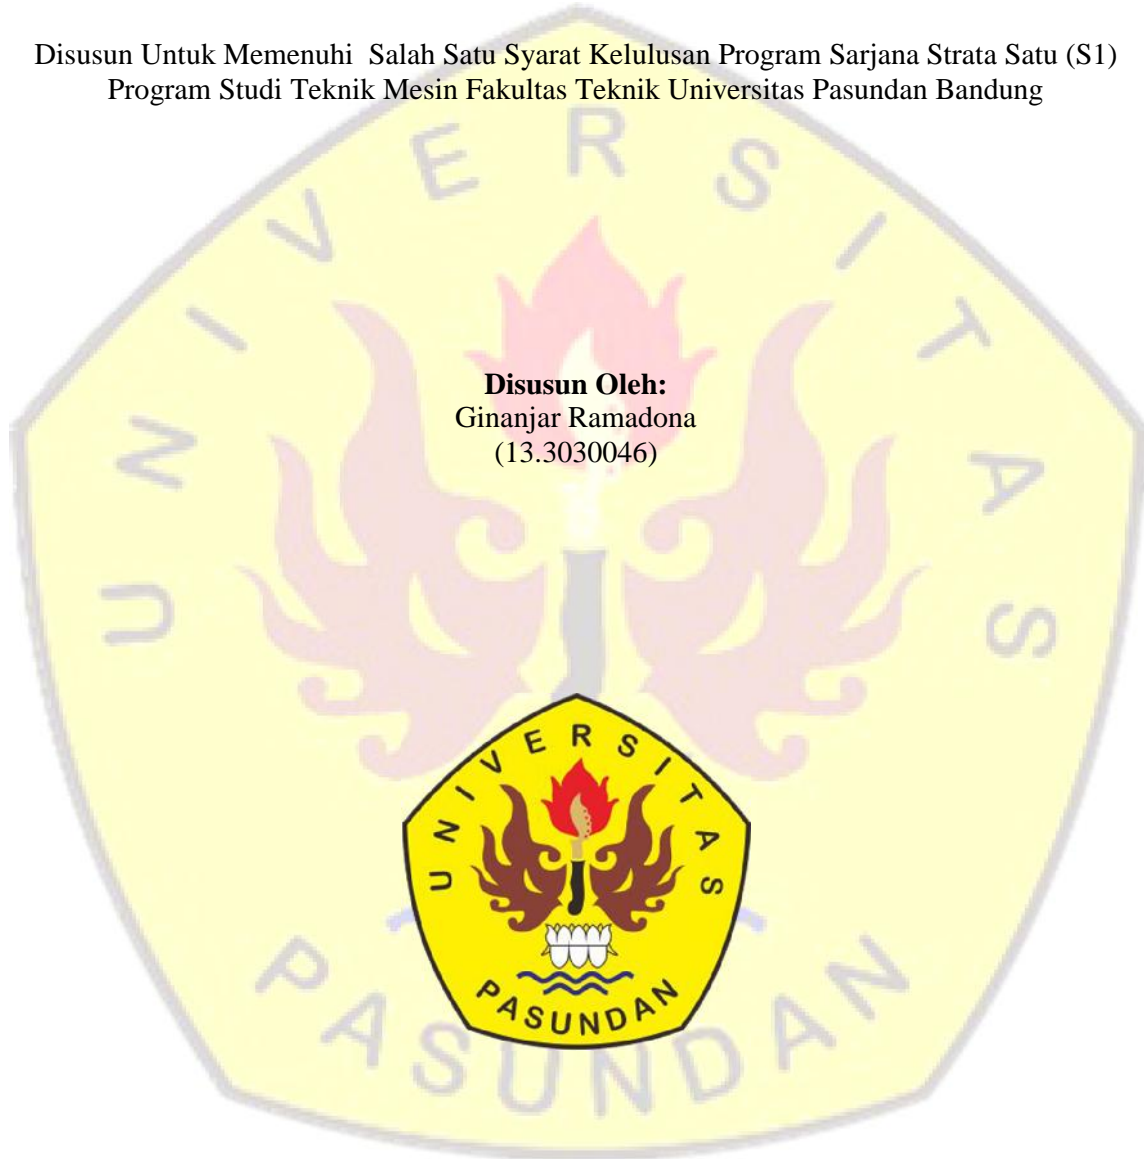 Disusun Untuk Memenuhi Salah Satu Syarat Kelulusan Program Sarjana Strata Satu (S1)
Program Studi Teknik Mesin Fakultas Teknik Universitas Pasundan Bandung
UNIVERSITAS
Disusun Oleh:
Ginanjar Ramadona
(13.3030046)
UNIVERSITAS
PASUNDAN
PASUNDAN